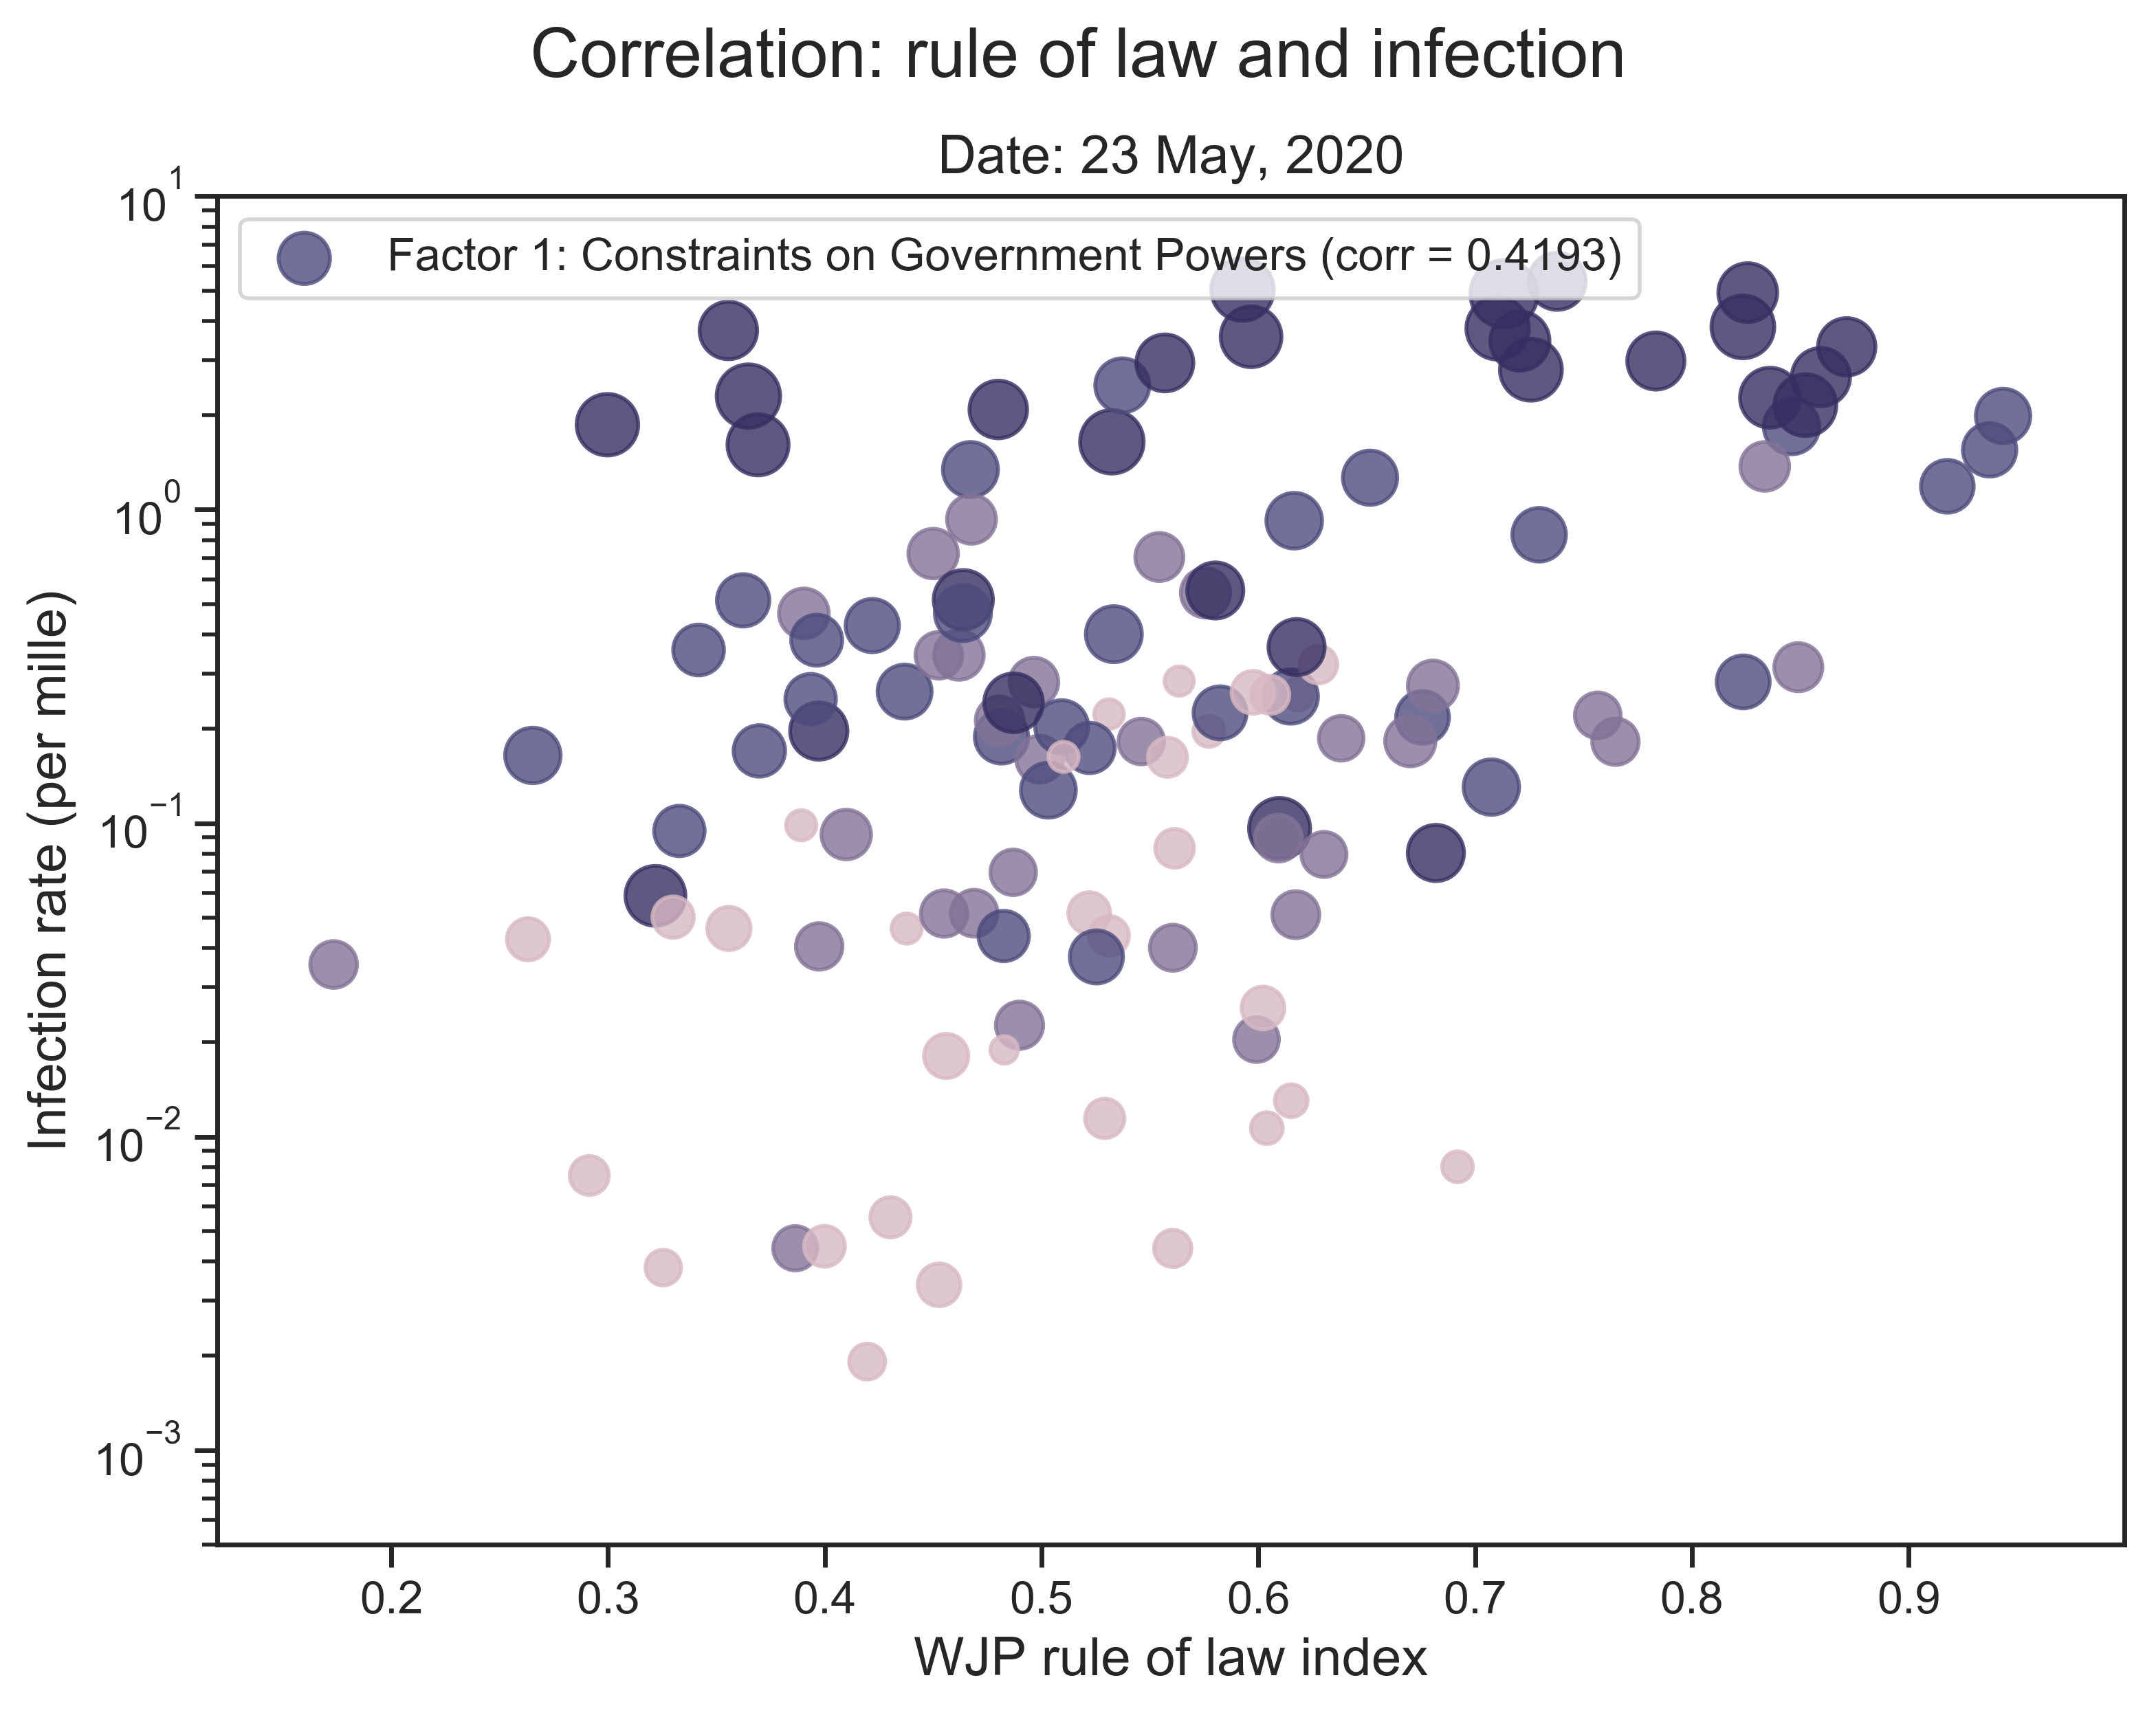 Correlation: rule of law and infection
Date: 23 May, 2020
Factor 1: Constraints on Government Powers (corr = 0.4193)
Infection rate (per mille)
10^1
10^0
10^−1
10^−2
10^−3
0.2 0.3 0.4 0.5 0.6 0.7 0.8 0.9
WJP rule of law index